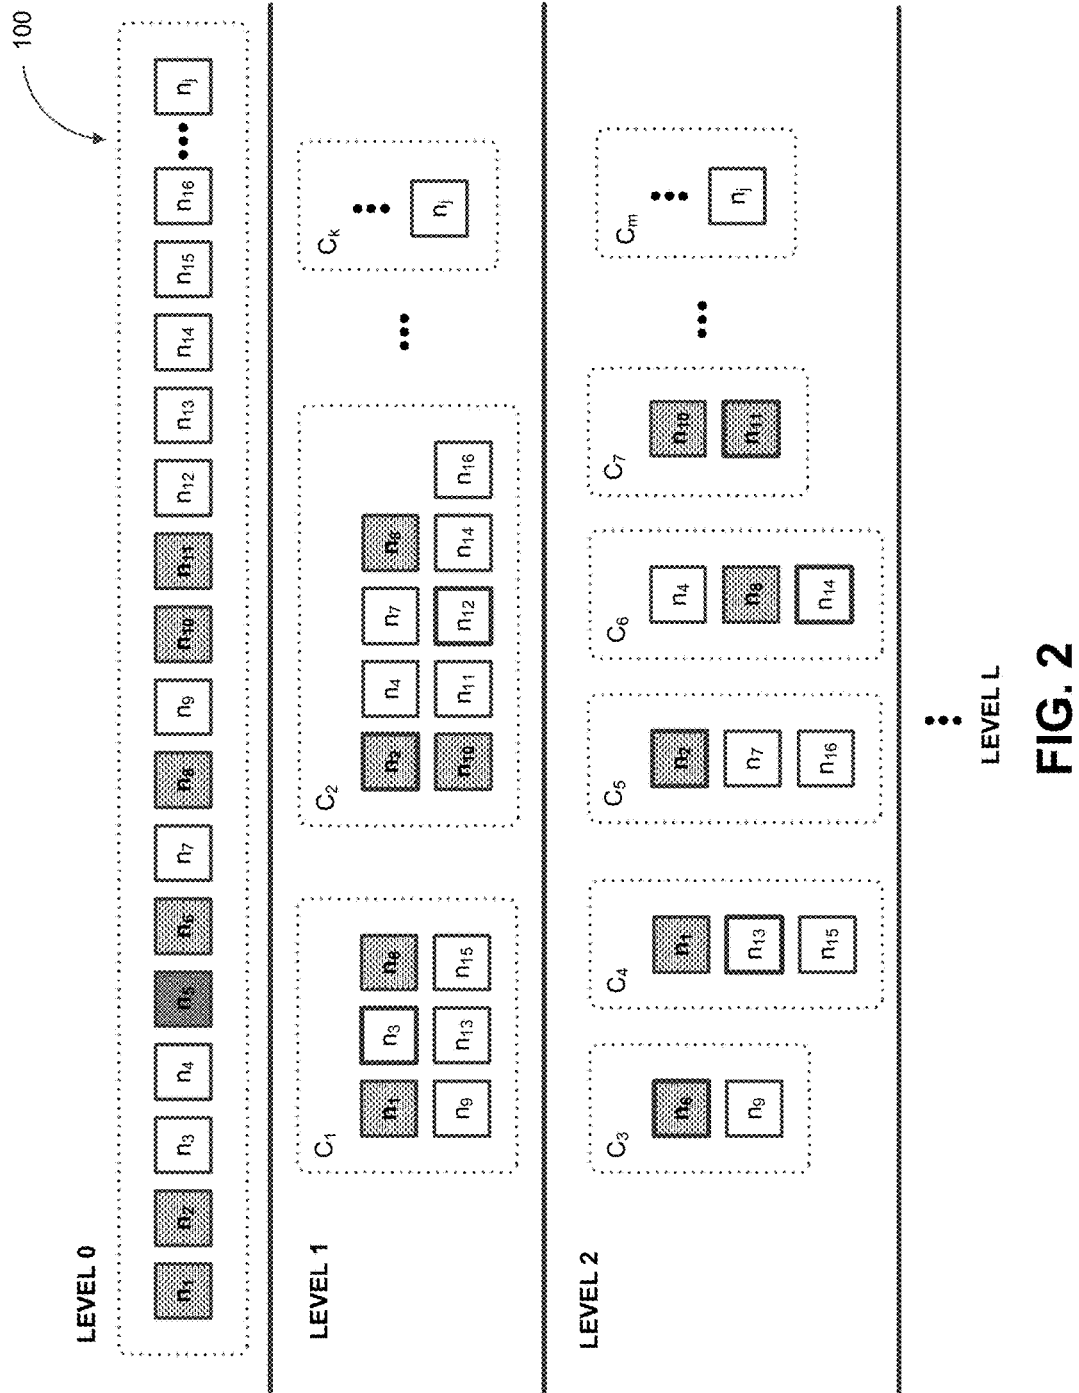 100
LEVEL 0
n1 n2 n3 n4 n5 n6 n7 n8 n9 n10 n11 n12 n13 n14 n15 n16 ••• nj
LEVEL 1
C1
n1 n3 n6
n9 n13 n15
C2
n2 n4 n7 n8
n10 n11 n12 n14 n16
•••
Ck
•••
nj
LEVEL 2
C3
n6
n9
C4
n1
n13
n15
C5
n2
n7
n16
C6
n4
n8
n14
C7
n10
n11
•••
Cm
•••
nj
•••
LEVEL L
FIG. 2